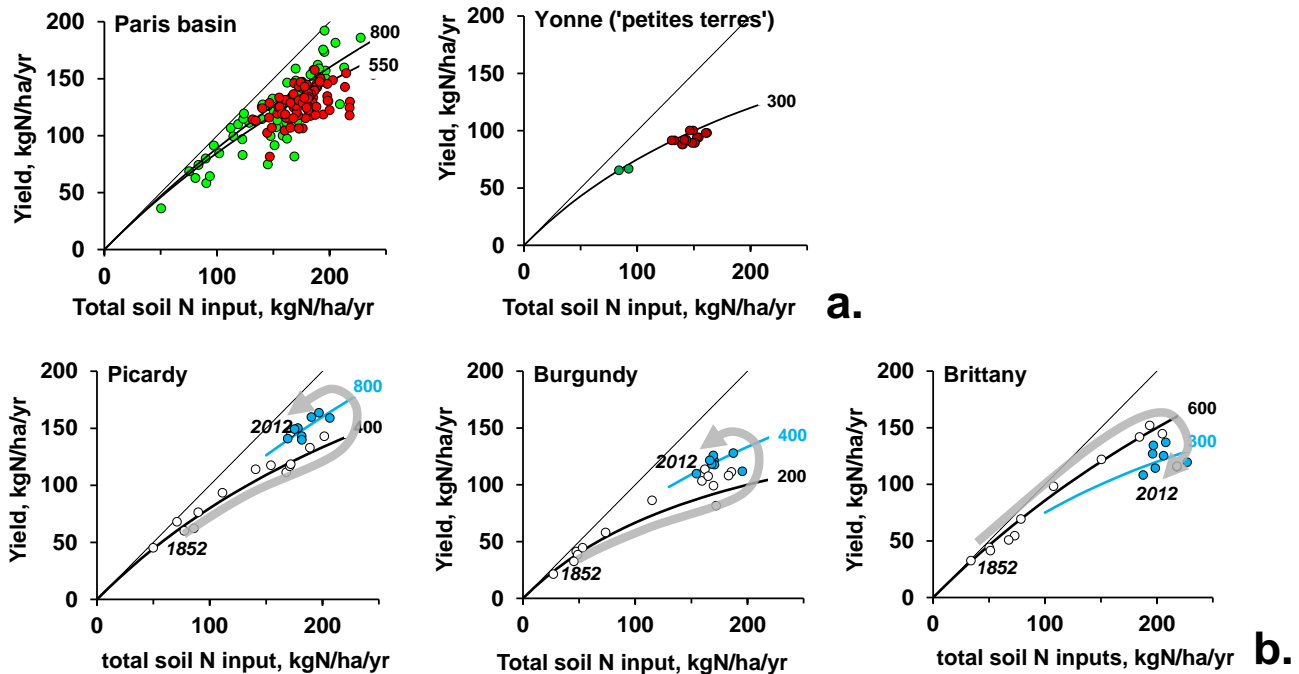 Paris basin
Yield, kgN/ha/yr
200
150
100
50
0
800
550
0 100 200
Total soil N input, kgN/ha/yr
Yonne ('petites terres')
Yield, kgN/ha/yr
200
150
100
50
0
300
0 100 200
Total soil N input, kgN/ha/yr
a.
Picardy
Yield, kgN/ha/yr
200
150
100
50
0
800
400
2012
1852
0 100 200
total soil N input, kgN/ha/yr
Burgundy
Yield, kgN/ha/yr
200
150
100
50
0
400
200
2012
1852
0 100 200
Total soil N input, kgN/ha/yr
Brittany
Yield, kgN/ha/yr
200
150
100
50
0
600
300
2012
1852
0 100 200
total soil N inputs, kgN/ha/yr
b.